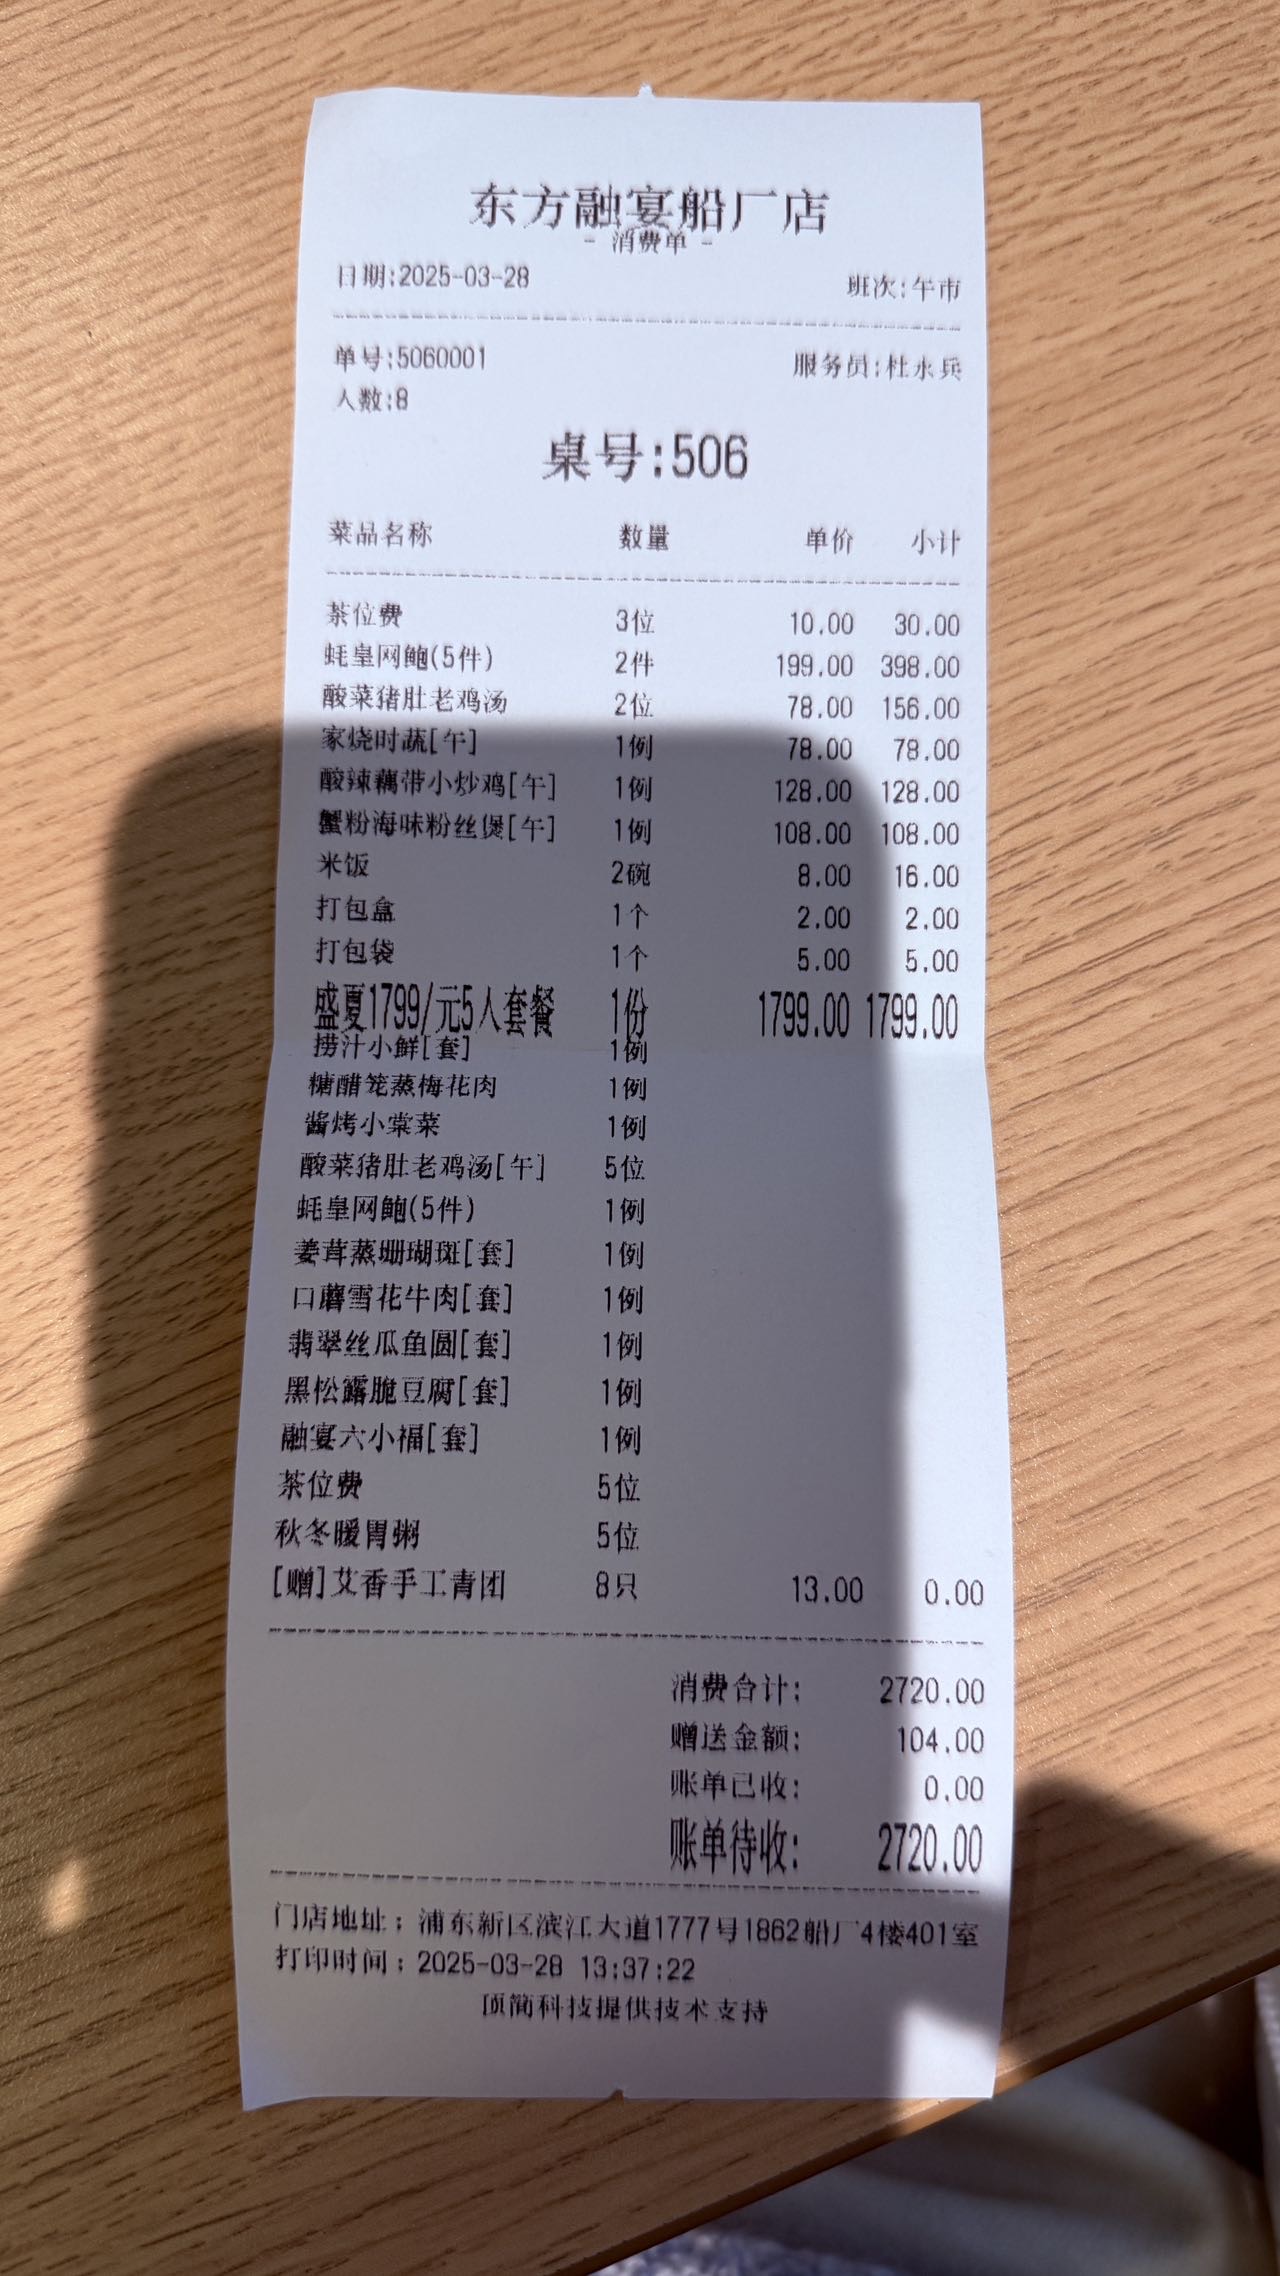 东方融宴船厂店
- 消费单 -
日期:2025-03-28 班次:午市
单号:5060001 服务员:杜永兵
人数:8
桌号:506
菜品名称 数量 单价 小计
茶位费 3位 10.00 30.00
蚝皇网鲍(5件) 2件 199.00 398.00
酸菜猪肚老鸡汤 2位 78.00 156.00
家烧时蔬[午] 1例 78.00 78.00
酸辣藕带小炒鸡[午] 1例 128.00 128.00
蟹粉海味粉丝煲[午] 1例 108.00 108.00
米饭 2碗 8.00 16.00
打包盒 1个 2.00 2.00
打包袋 1个 5.00 5.00
盛夏1799/元5人套餐 1份 1799.00 1799.00
捞汁小鲜[套] 1例
糖醋笼蒸梅花肉 1例
酱烤小棠菜 1例
酸菜猪肚老鸡汤[午] 5位
蚝皇网鲍(5件) 1例
姜茸蒸珊瑚斑[套] 1例
口蘑雪花牛肉[套] 1例
翡翠丝瓜鱼圆[套] 1例
黑松露脆豆腐[套] 1例
融宴六小福[套] 1例
茶位费 5位
秋冬暖胃粥 5位
[赠]艾香手工青团 8只 13.00 0.00
消费合计: 2720.00
赠送金额: 104.00
账单已收: 0.00
账单待收: 2720.00
门店地址：浦东新区滨江大道1777号1862船厂4楼401室
打印时间：2025-03-28 13:37:22
顶简科技提供技术支持